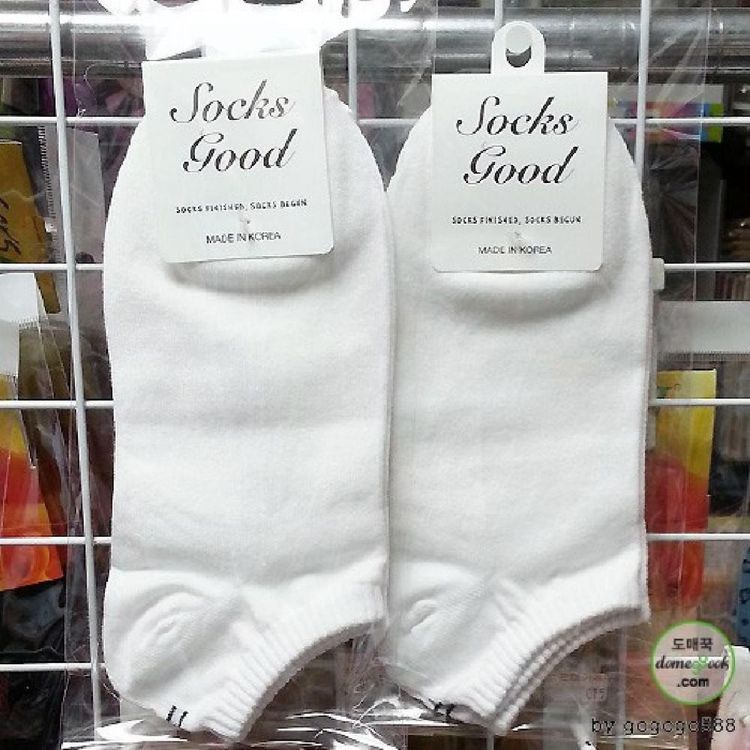 Socks
Good
SOCKS FINISHED, SOCKS BEGUN
MADE IN KOREA
Socks
Good
SOCKS FINISHED, SOCKS BEGUN
MADE IN KOREA
도매꾹
domeggook
.com
by gogogo888